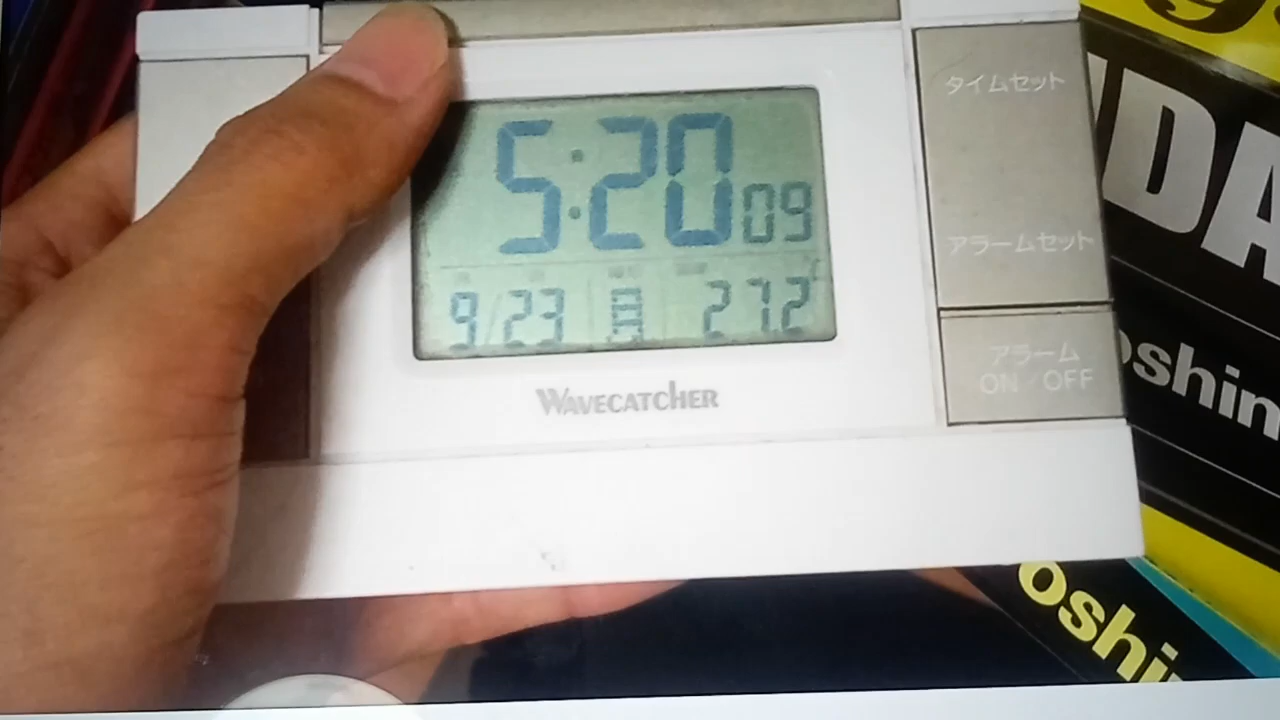 タイムセット
5:20 09
9/23 月 27.2
アラームセット
アラーム
ON/OFF
WAVECATCHER
DA
oshin
oshi